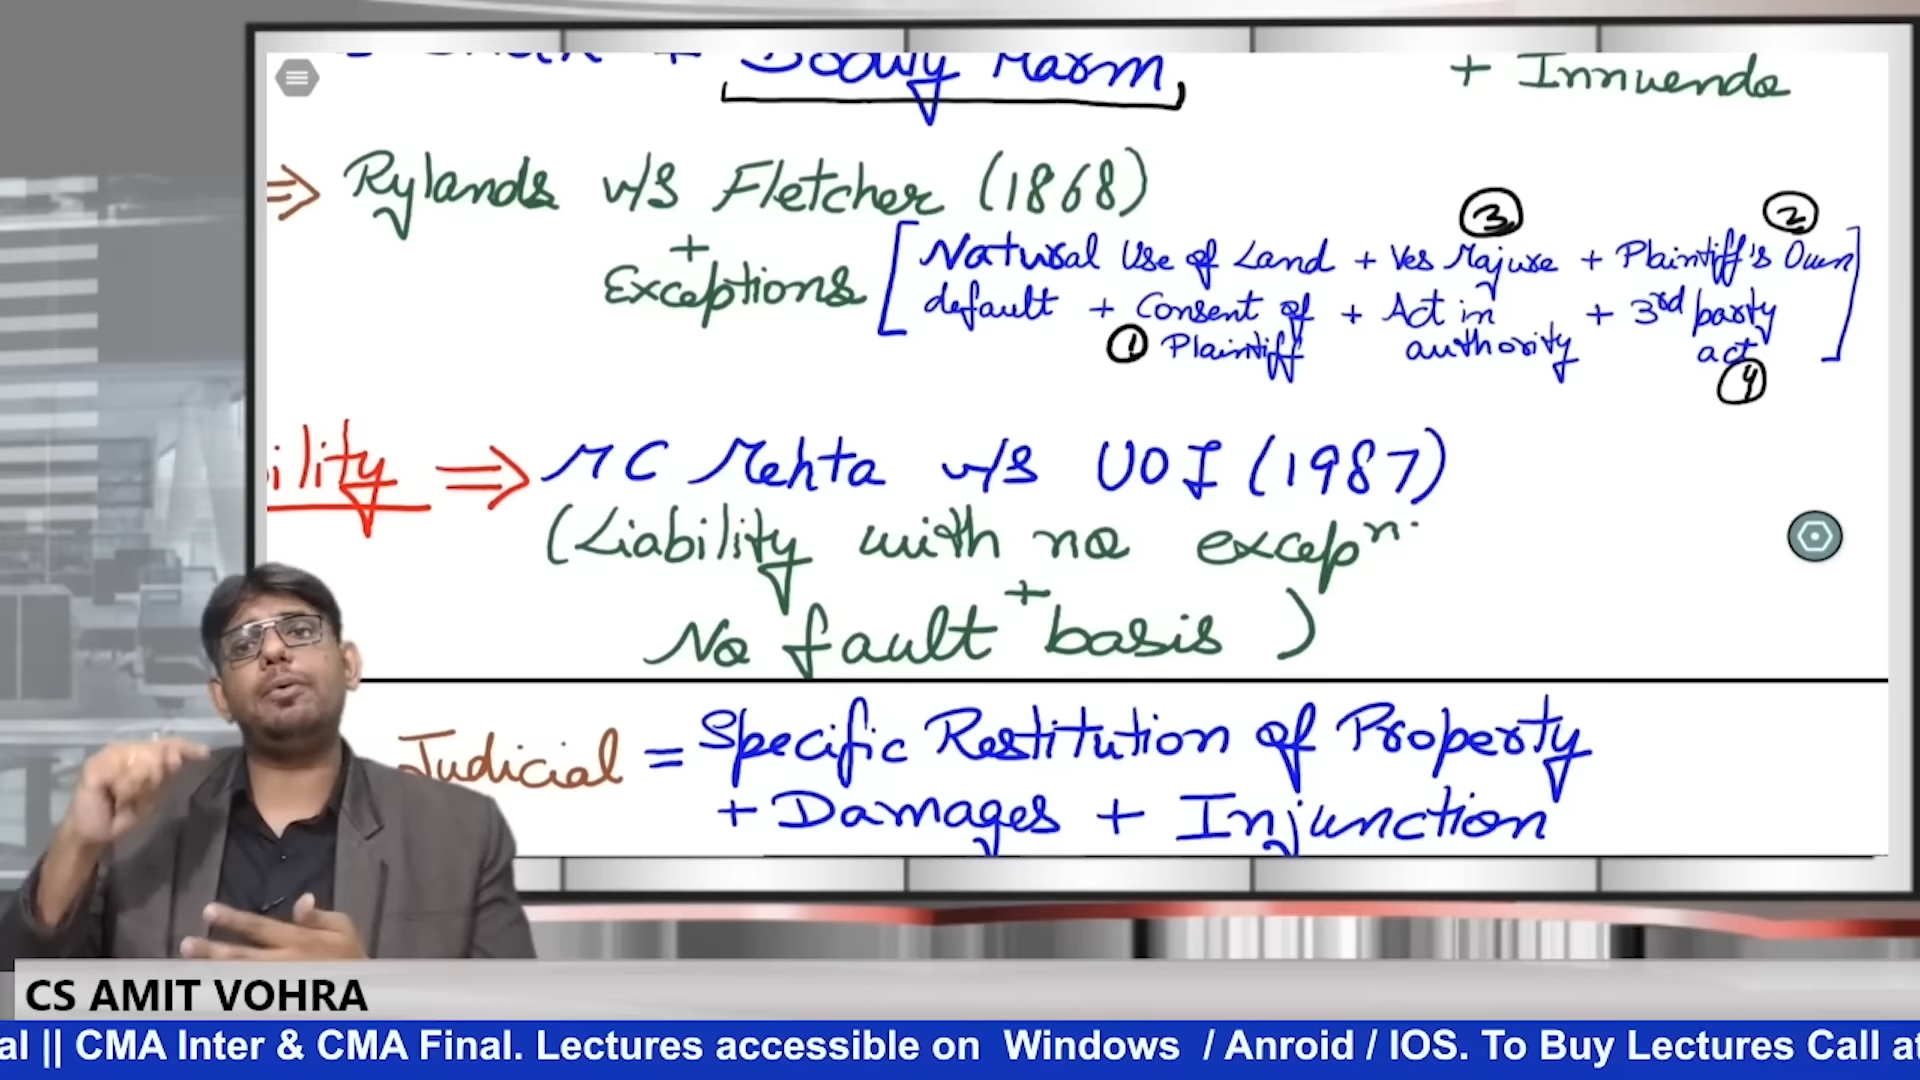 + Bodily Harm
+ Innuendo
⇒ Rylands v/s Fletcher (1868)
+
Exceptions
③ ②
Natural Use of Land + Ves Majure + Plaintiff's Own
default + Consent of + Act in + 3rd party
① Plaintiff authority act
④
ility ⇒ MC Mehta v/s UOI (1987)
(Liability with no excepn.
+
No fault basis)
Judicial = Specific Restitution of Property
+ Damages + Injunction
CS AMIT VOHRA
al || CMA Inter & CMA Final. Lectures accessible on Windows / Anroid / IOS. To Buy Lectures Call at